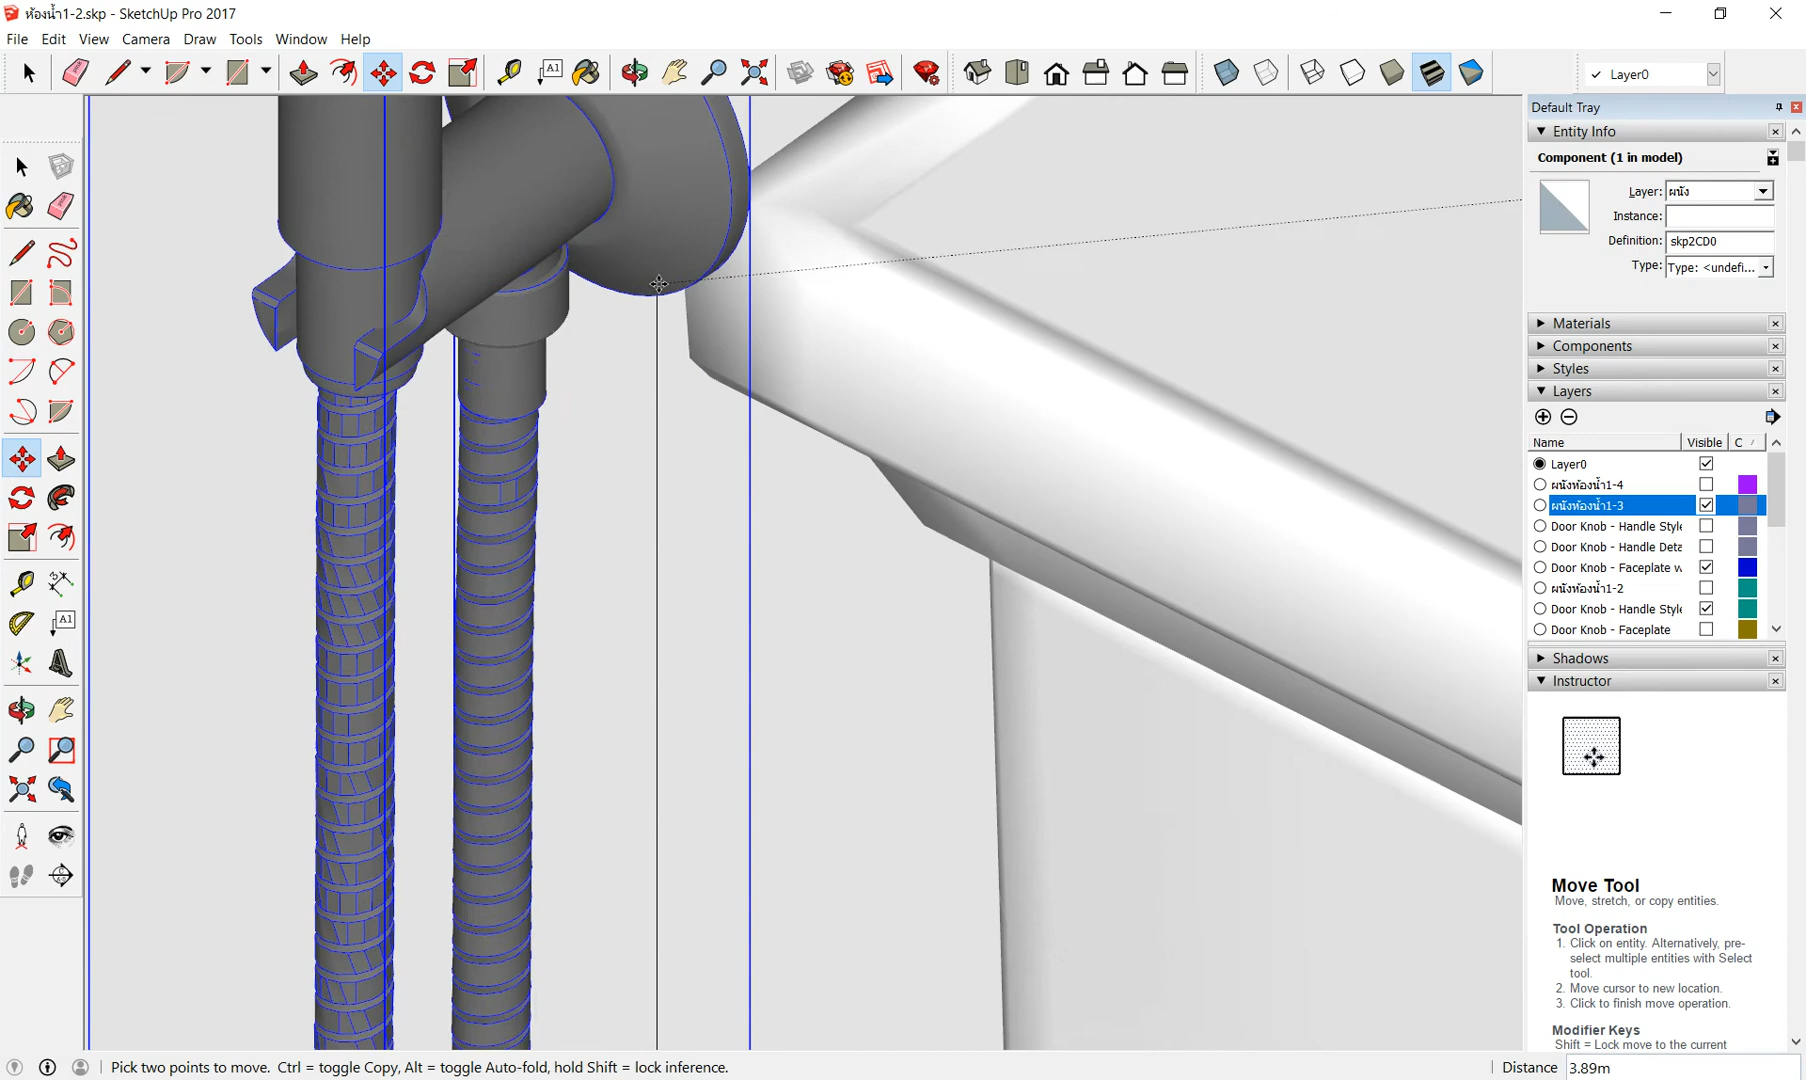 ห้องน้ำ1-2.skp - SketchUp Pro 2017
File Edit View Camera Draw Tools Window Help
A1
Layer0
Default Tray
Entity Info
Component (1 in model)
Layer: ผนัง
Instance:
Definition: skp2CD0
Type: Type: <undefi...
Materials
Components
Styles
Layers
Name Visible C
Layer0
ผนังห้องน้ำ1-4
ผนังห้องน้ำ1-3
Door Knob - Handle Style
Door Knob - Handle Deta
Door Knob - Faceplate w
ผนังห้องน้ำ1-2
Door Knob - Handle Style
Door Knob - Faceplate
A1
Shadows
Instructor
Move Tool
Move, stretch, or copy entities.
Tool Operation
1. Click on entity. Alternatively, pre-
select multiple entities with Select
tool.
2. Move cursor to new location.
3. Click to finish move operation.
Modifier Keys
Shift = Lock move to the current
Pick two points to move. Ctrl = toggle Copy, Alt = toggle Auto-fold, hold Shift = lock inference.
Distance 3.89m